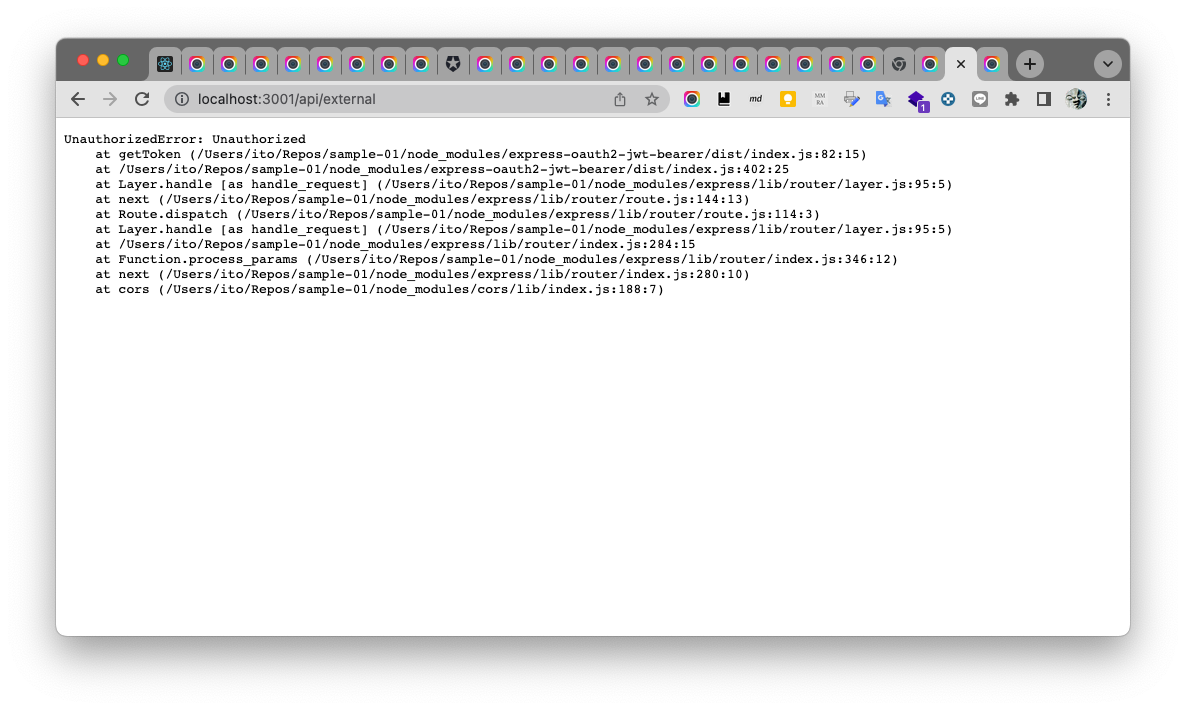 localhost:3001/api/external
md
MM
RA
1
UnauthorizedError: Unauthorized
at getToken (/Users/ito/Repos/sample-01/node_modules/express-oauth2-jwt-bearer/dist/index.js:82:15)
at /Users/ito/Repos/sample-01/node_modules/express-oauth2-jwt-bearer/dist/index.js:402:25
at Layer.handle [as handle_request] (/Users/ito/Repos/sample-01/node_modules/express/lib/router/layer.js:95:5)
at next (/Users/ito/Repos/sample-01/node_modules/express/lib/router/route.js:144:13)
at Route.dispatch (/Users/ito/Repos/sample-01/node_modules/express/lib/router/route.js:114:3)
at Layer.handle [as handle_request] (/Users/ito/Repos/sample-01/node_modules/express/lib/router/layer.js:95:5)
at /Users/ito/Repos/sample-01/node_modules/express/lib/router/index.js:284:15
at Function.process_params (/Users/ito/Repos/sample-01/node_modules/express/lib/router/index.js:346:12)
at next (/Users/ito/Repos/sample-01/node_modules/express/lib/router/index.js:280:10)
at cors (/Users/ito/Repos/sample-01/node_modules/cors/lib/index.js:188:7)